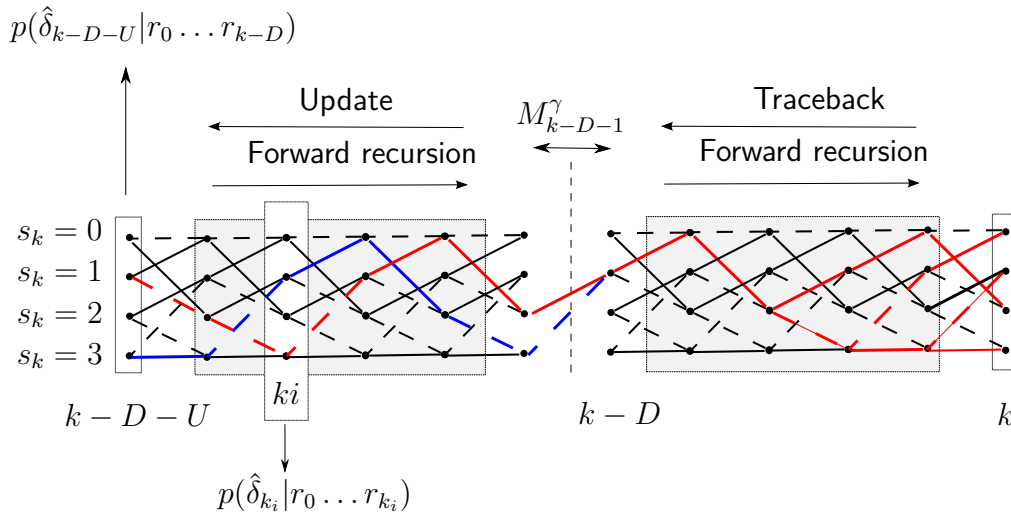 p(δ̂_{k−D−U}|r_0 … r_{k−D})
Update
M^γ_{k−D−1}
Traceback
Forward recursion
Forward recursion
s_k = 0
s_k = 1
s_k = 2
s_k = 3
ki
k − D − U
k − D
k
p(δ̂_{k_i}|r_0 … r_{k_i})